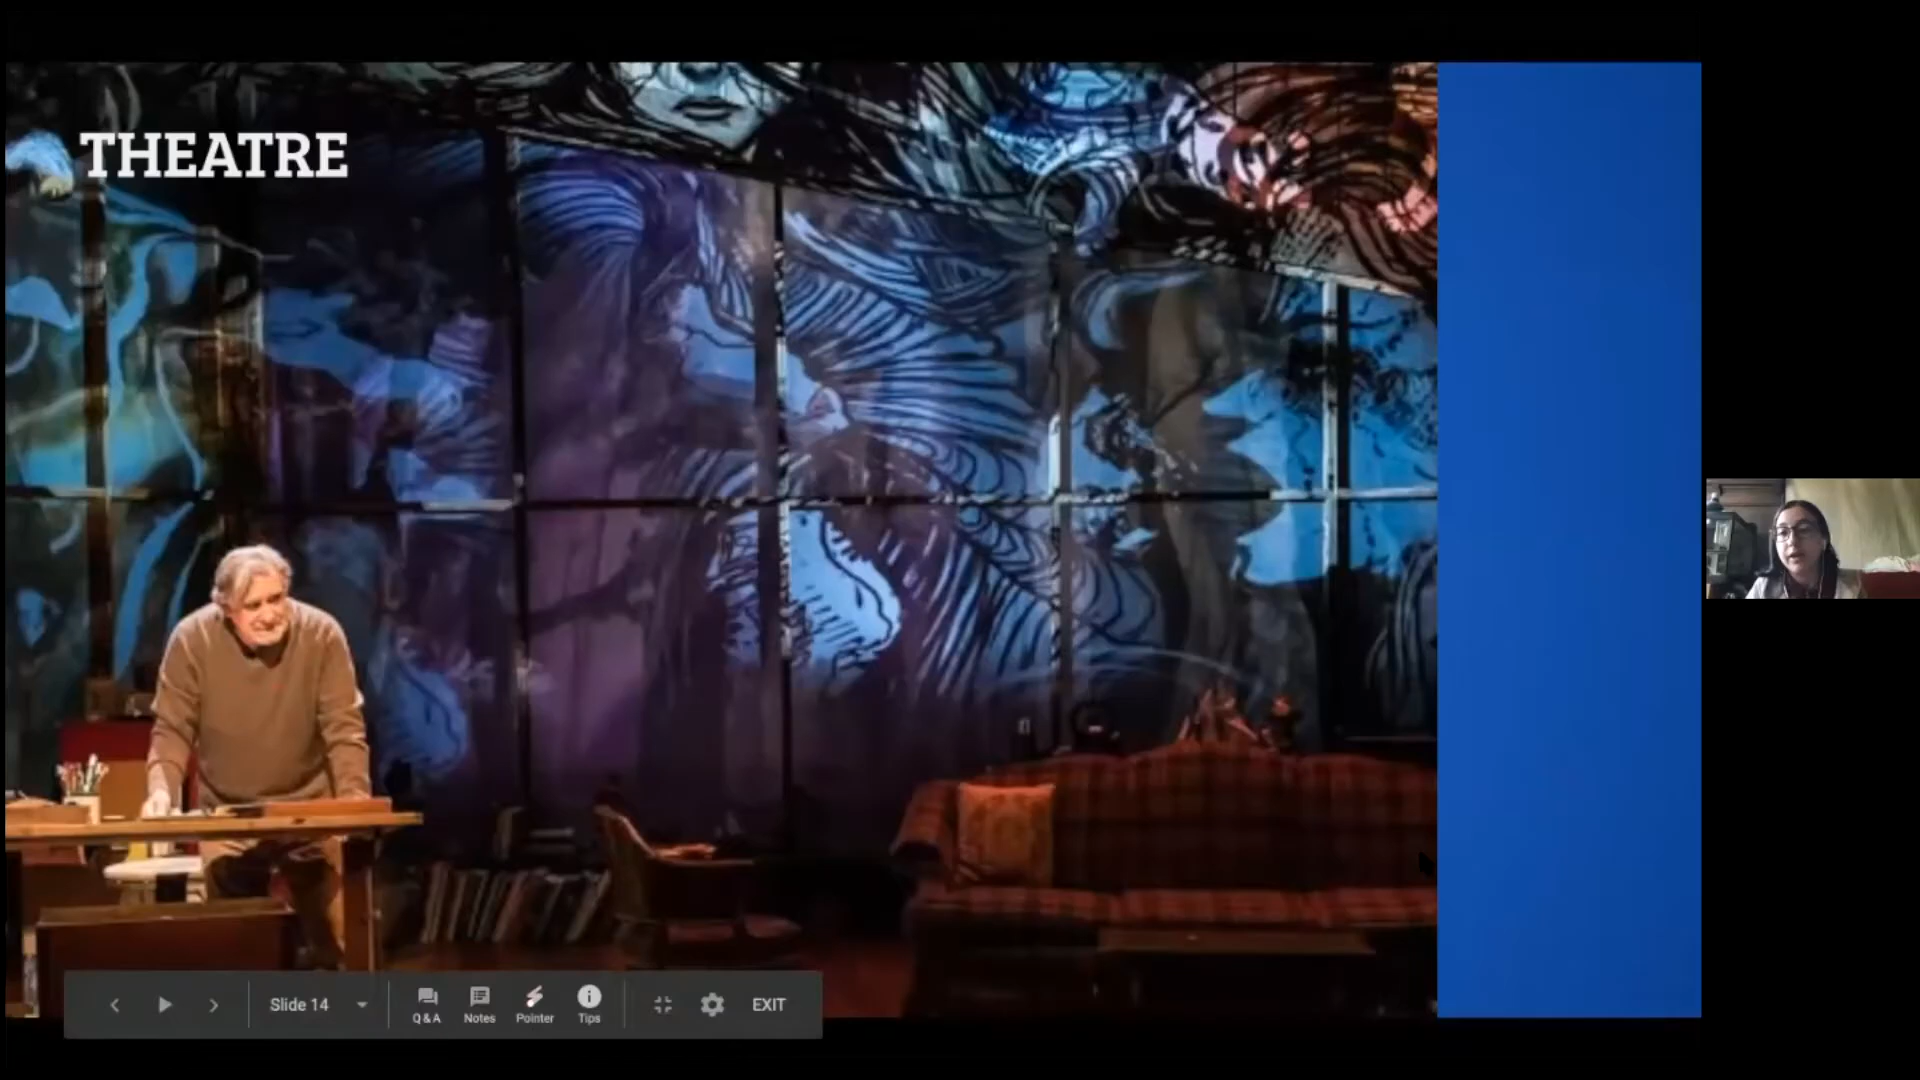 THEATRE
Slide 14
Q&A
Notes
Pointer
Tips
EXIT